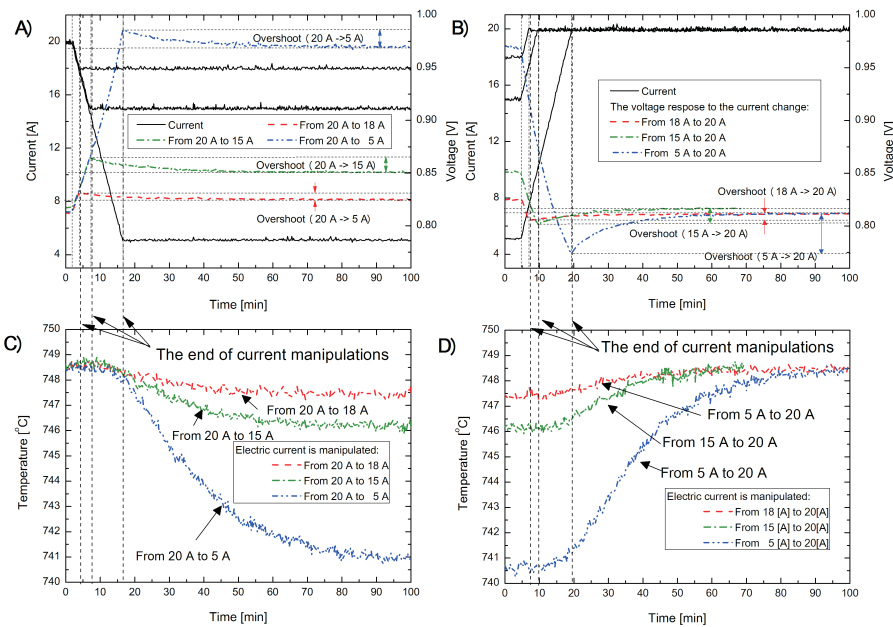 A)
Current [A]
20
16
12
8
4
1.00
0.95
0.90
0.85
0.80
Voltage [V]
Overshoot ( 20 A ->5 A)
Current
From 20 A to 18 A
From 20 A to 15 A
From 20 A to   5 A
Overshoot (20 A -> 15 A)
Overshoot (20 A -> 5 A)
0 10 20 30 40 50 60 70 80 90 100
Time [min]
B)
Current [A]
20
16
12
8
4
1.00
0.95
0.90
0.85
0.80
Voltage [V]
Current
The voltage respose to the current change:
From 18 A to 20 A
From 15 A to 20 A
From   5 A to 20 A
Overshoot ( 18 A -> 20 A)
Overshoot (15 A -> 20 A)
Overshoot (5 A -> 20 A)
0 10 20 30 40 50 60 70 80 90 100
Time [min]
C)
Temperature [°C]
750
749
748
747
746
745
744
743
742
741
740
The end of current manipulations
From 20 A to 18 A
From 20 A to 15 A
Electric current is manipulated:
From 20 A to 18 A
From 20 A to 15 A
From 20 A to   5 A
From 20 A to 5 A
0 10 20 30 40 50 60 70 80 90 100
Time [min]
D)
Temperature [°C]
750
749
748
747
746
745
744
743
742
741
740
The end of current manipulations
From 5 A to 20 A
From 15 A to 20 A
From 5 A to 20 A
Electric current is manipulated:
From 18 [A] to 20[A]
From 15 [A] to 20[A]
From   5 [A] to 20[A]
0 10 20 30 40 50 60 70 80 90 100
Time [min]